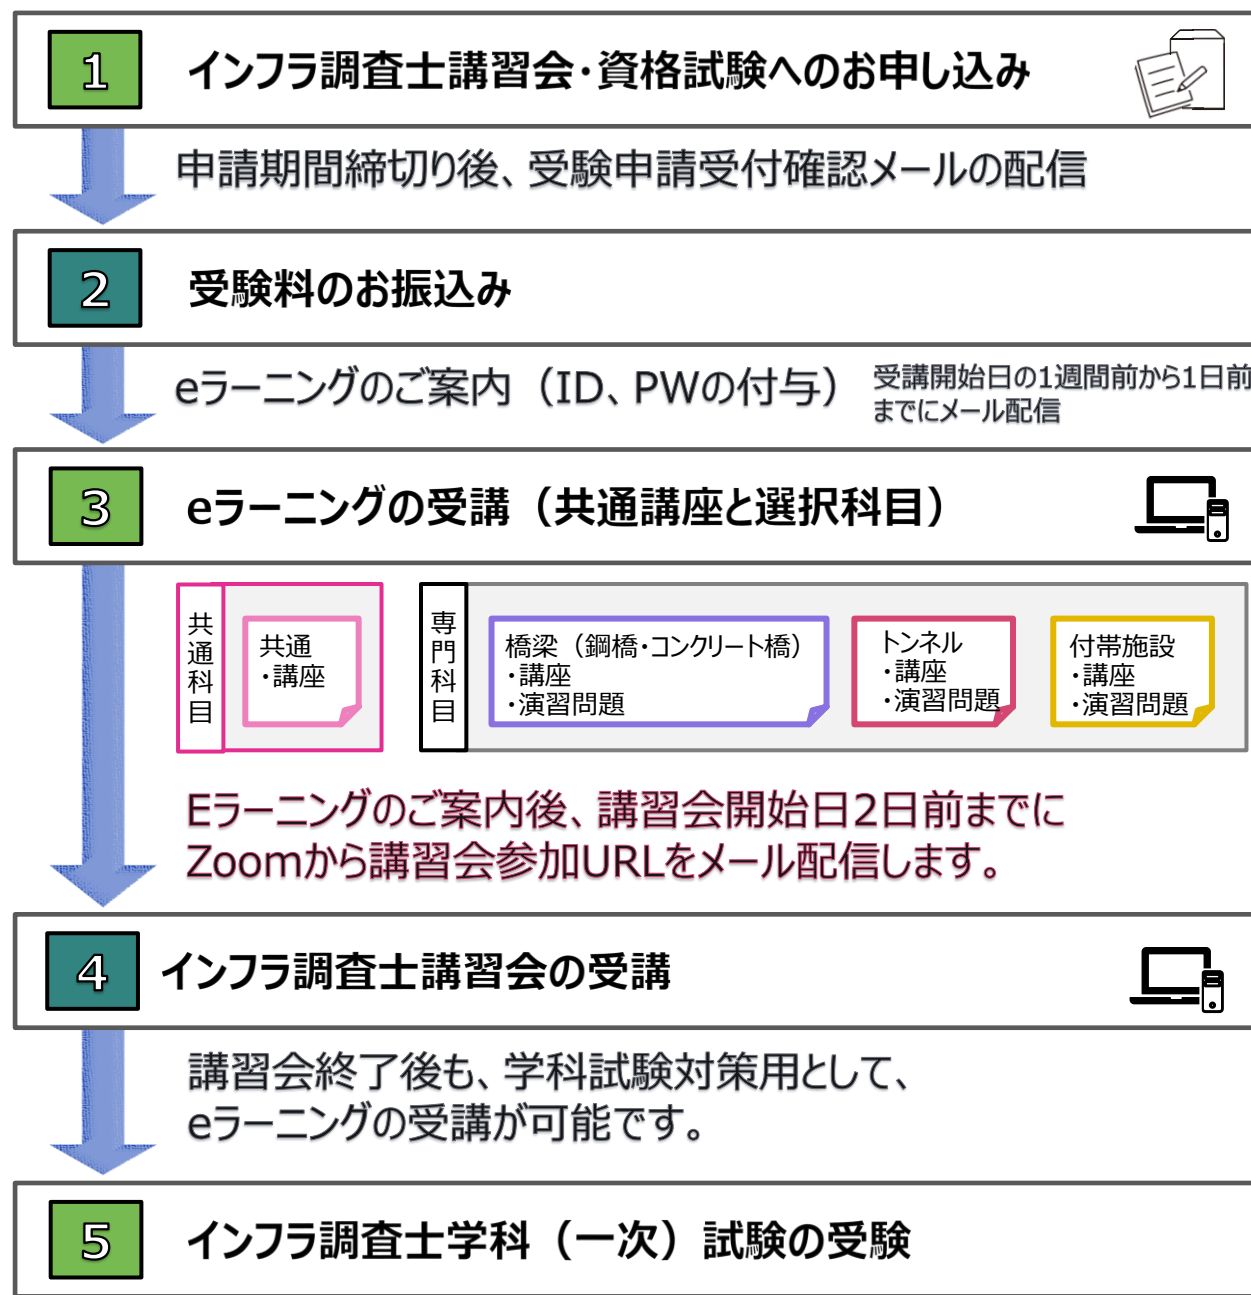 1 インフラ調査士講習会・資格試験へのお申し込み
申請期間締切り後、受験申請受付確認メールの配信
2 受験料のお振込み
eラーニングのご案内（ID、PWの付与） 受講開始日の1週間前から1日前
までにメール配信
3 eラーニングの受講（共通講座と選択科目）
共通科目
共通
・講座
専門科目
橋梁（鋼橋・コンクリート橋）
・講座
・演習問題
トンネル
・講座
・演習問題
付帯施設
・講座
・演習問題
Eラーニングのご案内後、講習会開始日2日前までに
Zoomから講習会参加URLをメール配信します。
4 インフラ調査士講習会の受講
講習会終了後も、学科試験対策用として、
eラーニングの受講が可能です。
5 インフラ調査士学科（一次）試験の受験